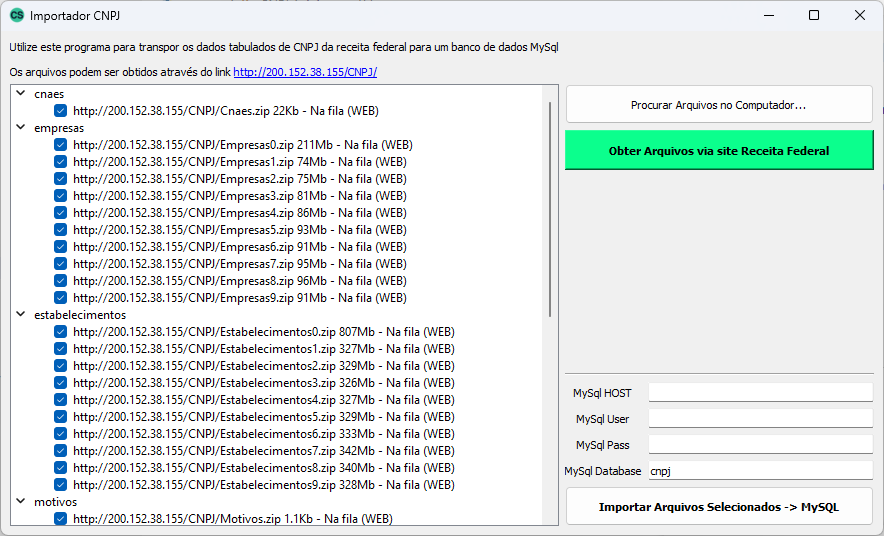 CS Importador CNPJ
Utilize este programa para transpor os dados tabulados de CNPJ da receita federal para um banco de dados MySql
Os arquivos podem ser obtidos através do link http://200.152.38.155/CNPJ/
cnaes
http://200.152.38.155/CNPJ/Cnaes.zip 22Kb - Na fila (WEB)
empresas
http://200.152.38.155/CNPJ/Empresas0.zip 211Mb - Na fila (WEB)
http://200.152.38.155/CNPJ/Empresas1.zip 74Mb - Na fila (WEB)
http://200.152.38.155/CNPJ/Empresas2.zip 75Mb - Na fila (WEB)
http://200.152.38.155/CNPJ/Empresas3.zip 81Mb - Na fila (WEB)
http://200.152.38.155/CNPJ/Empresas4.zip 86Mb - Na fila (WEB)
http://200.152.38.155/CNPJ/Empresas5.zip 93Mb - Na fila (WEB)
http://200.152.38.155/CNPJ/Empresas6.zip 91Mb - Na fila (WEB)
http://200.152.38.155/CNPJ/Empresas7.zip 95Mb - Na fila (WEB)
http://200.152.38.155/CNPJ/Empresas8.zip 96Mb - Na fila (WEB)
http://200.152.38.155/CNPJ/Empresas9.zip 91Mb - Na fila (WEB)
estabelecimentos
http://200.152.38.155/CNPJ/Estabelecimentos0.zip 807Mb - Na fila (WEB)
http://200.152.38.155/CNPJ/Estabelecimentos1.zip 327Mb - Na fila (WEB)
http://200.152.38.155/CNPJ/Estabelecimentos2.zip 329Mb - Na fila (WEB)
http://200.152.38.155/CNPJ/Estabelecimentos3.zip 326Mb - Na fila (WEB)
http://200.152.38.155/CNPJ/Estabelecimentos4.zip 327Mb - Na fila (WEB)
http://200.152.38.155/CNPJ/Estabelecimentos5.zip 329Mb - Na fila (WEB)
http://200.152.38.155/CNPJ/Estabelecimentos6.zip 333Mb - Na fila (WEB)
http://200.152.38.155/CNPJ/Estabelecimentos7.zip 342Mb - Na fila (WEB)
http://200.152.38.155/CNPJ/Estabelecimentos8.zip 340Mb - Na fila (WEB)
http://200.152.38.155/CNPJ/Estabelecimentos9.zip 328Mb - Na fila (WEB)
motivos
http://200.152.38.155/CNPJ/Motivos.zip 1.1Kb - Na fila (WEB)
Procurar Arquivos no Computador...
Obter Arquivos via site Receita Federal
MySql HOST
MySql User
MySql Pass
MySql Database cnpj
Importar Arquivos Selecionados -> MySQL